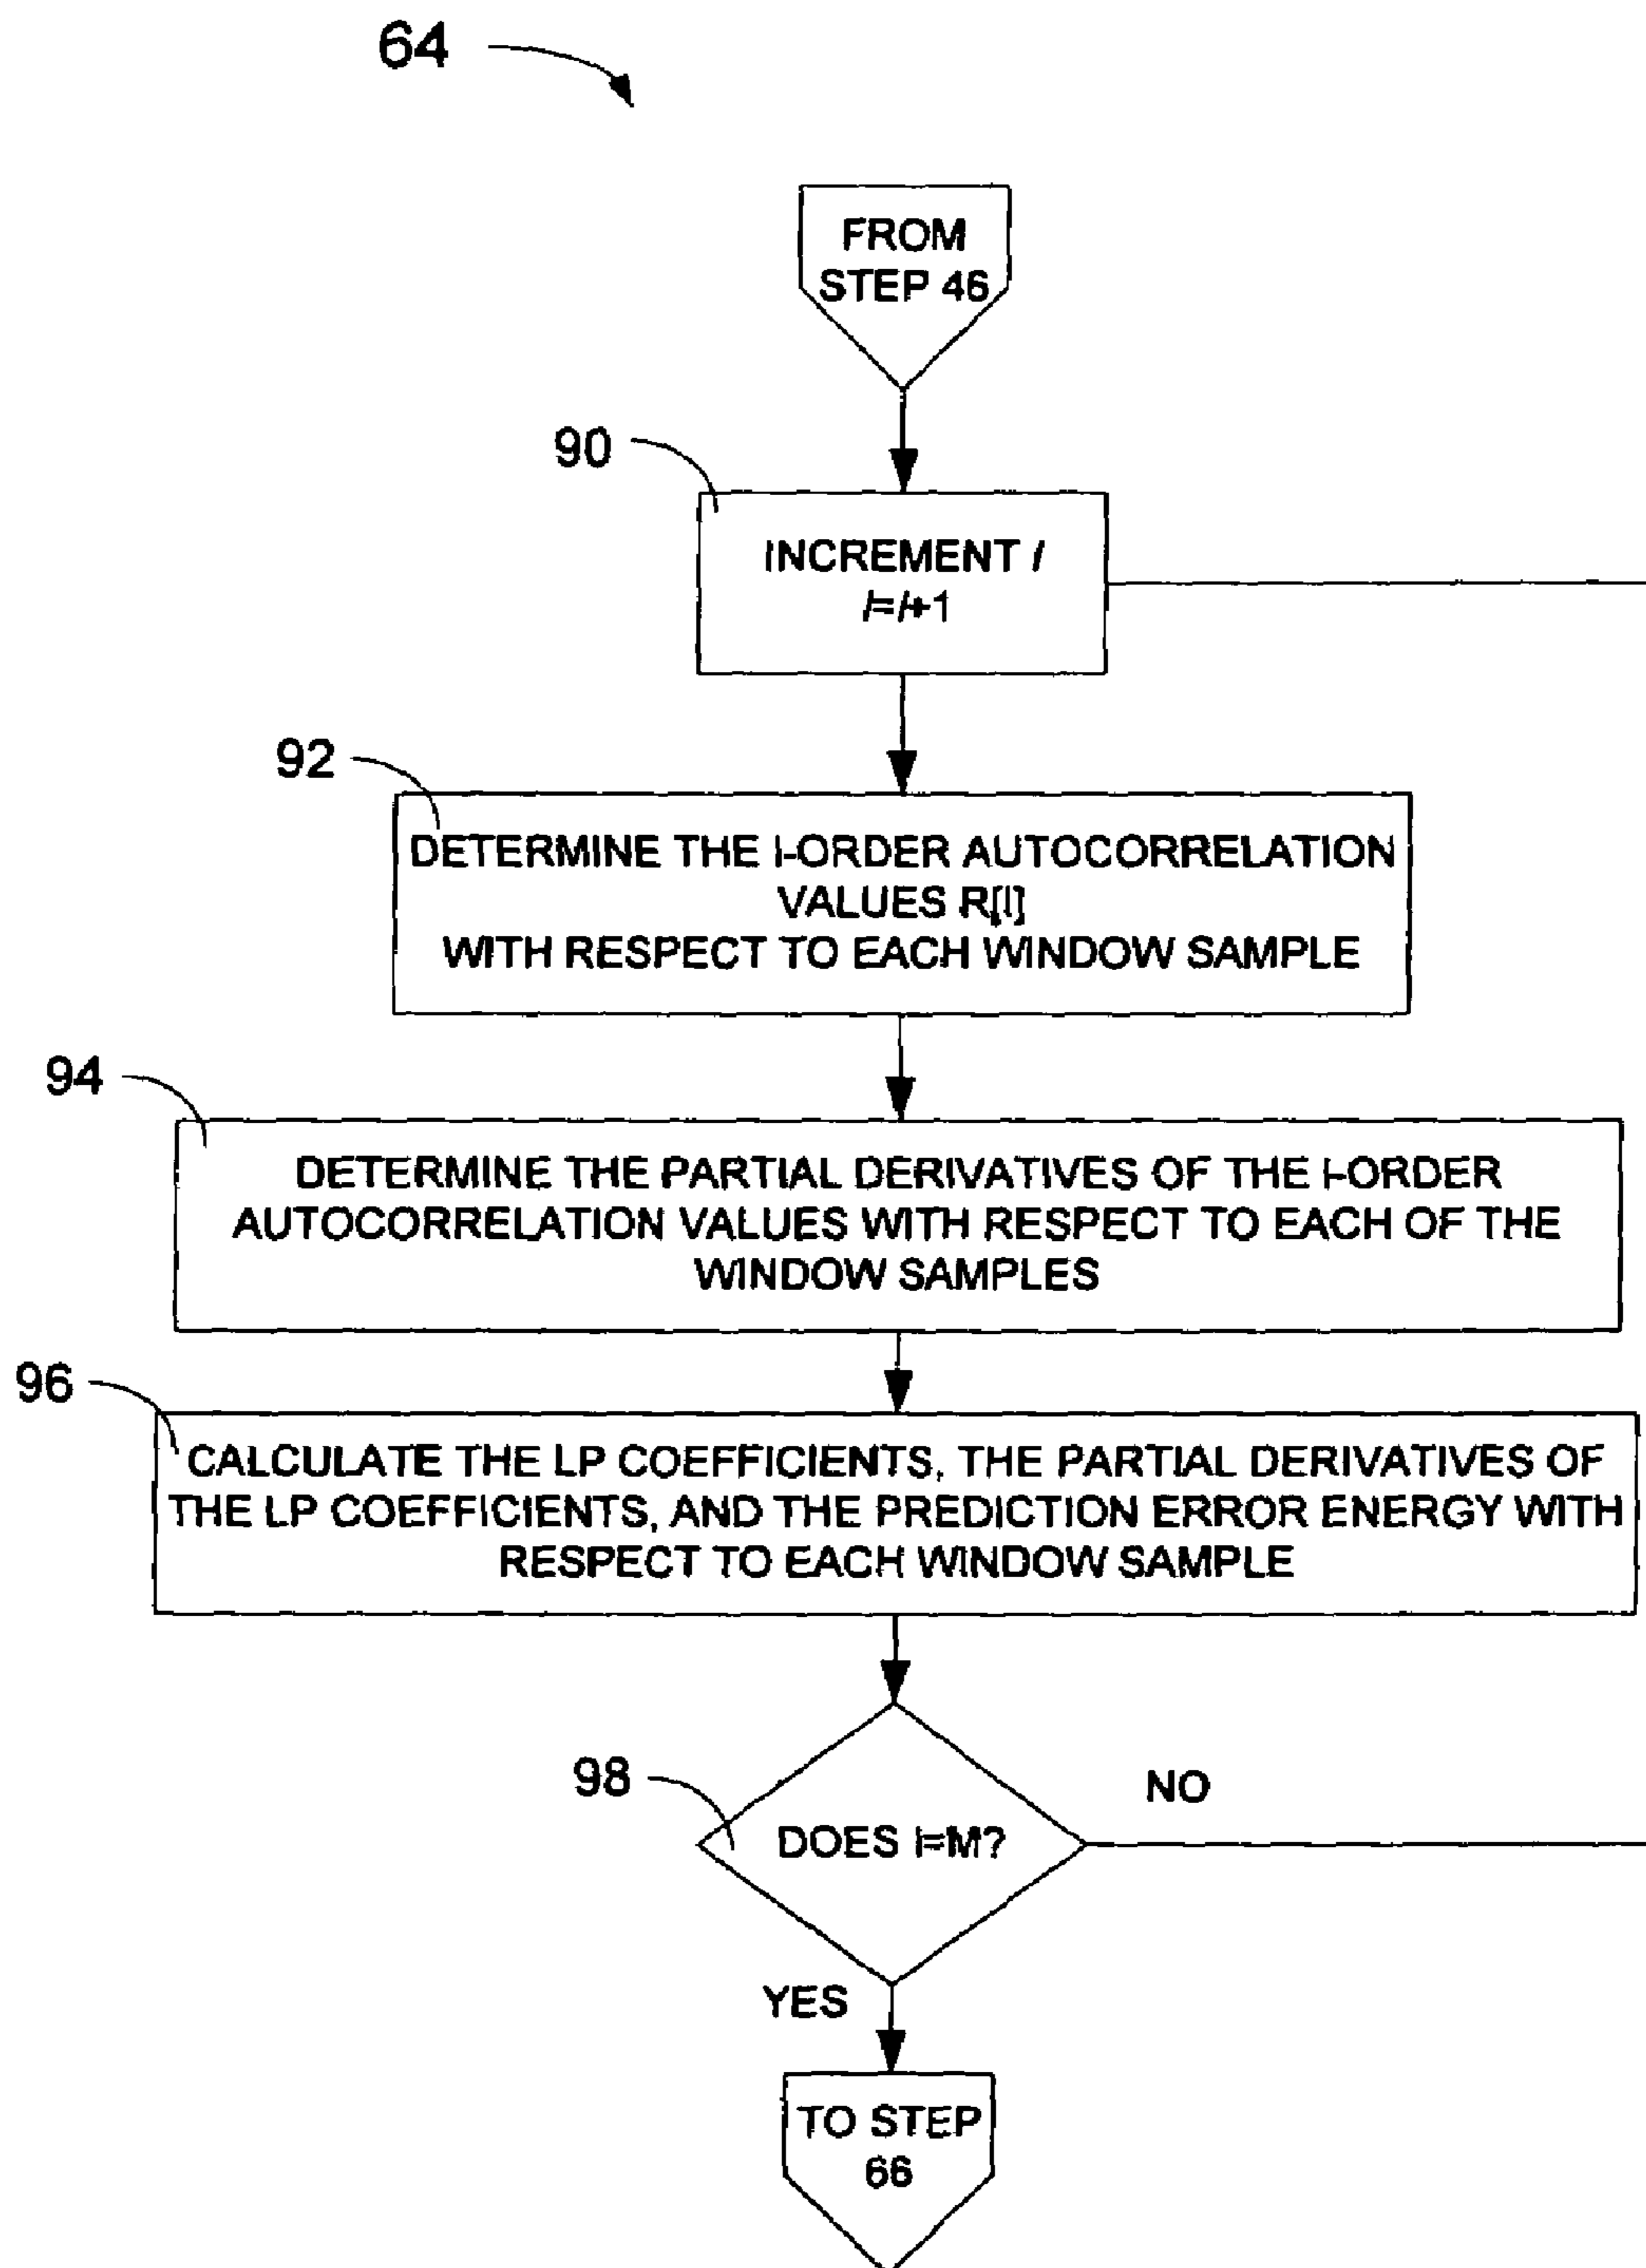 64
FROM
STEP 46
90
INCREMENT l
l=l+1
92
DETERMINE THE l-ORDER AUTOCORRELATION
VALUES R[l]
WITH RESPECT TO EACH WINDOW SAMPLE
94
DETERMINE THE PARTIAL DERIVATIVES OF THE l-ORDER
AUTOCORRELATION VALUES WITH RESPECT TO EACH OF THE
WINDOW SAMPLES
96
CALCULATE THE LP COEFFICIENTS, THE PARTIAL DERIVATIVES OF
THE LP COEFFICIENTS, AND THE PREDICTION ERROR ENERGY WITH
RESPECT TO EACH WINDOW SAMPLE
98
NO
DOES l=M?
YES
TO STEP
66